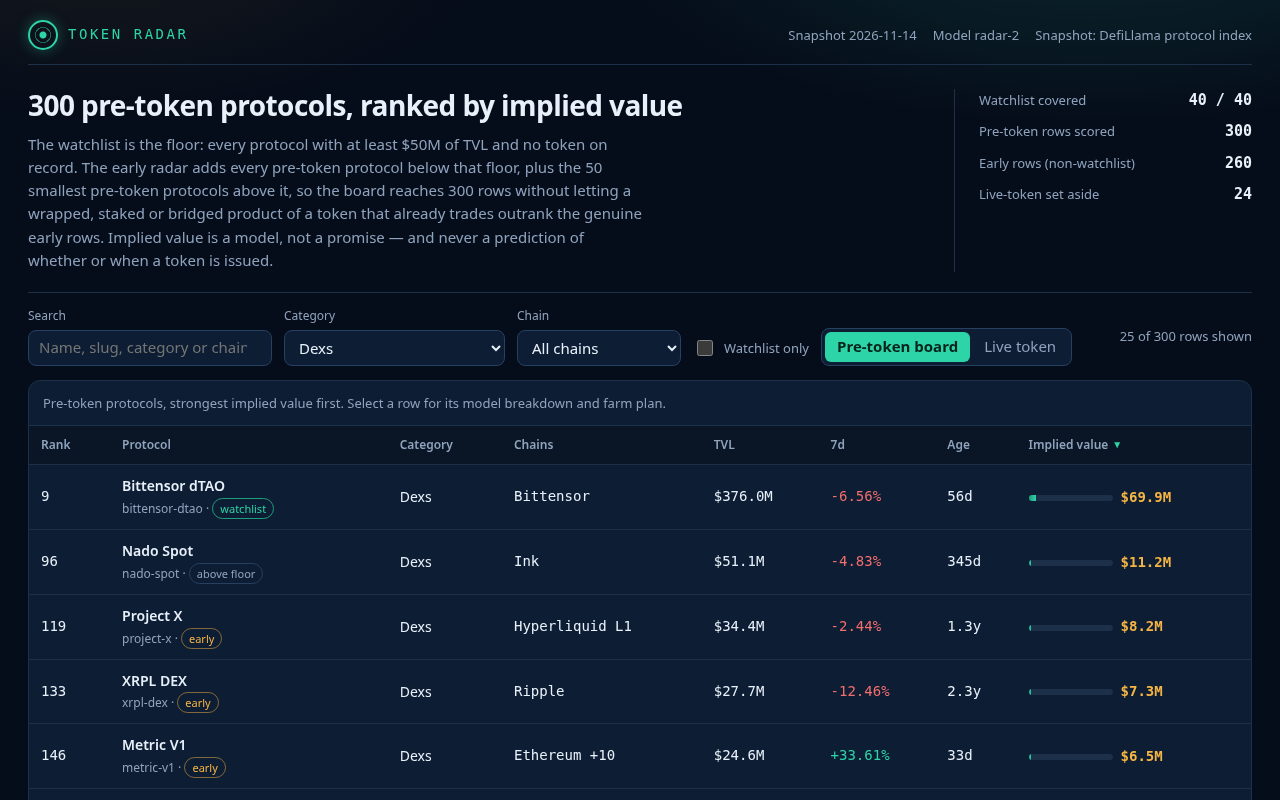 TOKEN RADAR
Snapshot 2026-11-14 Model radar-2 Snapshot: DefiLlama protocol index
300 pre-token protocols, ranked by implied value
The watchlist is the floor: every protocol with at least $50M of TVL and no token on
record. The early radar adds every pre-token protocol below that floor, plus the 50
smallest pre-token protocols above it, so the board reaches 300 rows without letting a
wrapped, staked or bridged product of a token that already trades outrank the genuine
early rows. Implied value is a model, not a promise — and never a prediction of
whether or when a token is issued.
Watchlist covered 40 / 40
Pre-token rows scored 300
Early rows (non-watchlist) 260
Live-token set aside 24
Search
Name, slug, category or chain
Category
Dexs
Chain
All chains
Watchlist only
Pre-token board Live token
25 of 300 rows shown
Pre-token protocols, strongest implied value first. Select a row for its model breakdown and farm plan.
Rank Protocol Category Chains TVL 7d Age Implied value ▼
9 Bittensor dTAO Dexs Bittensor $376.0M -6.56% 56d $69.9M
bittensor-dtao · watchlist
96 Nado Spot Dexs Ink $51.1M -4.83% 345d $11.2M
nado-spot · above floor
119 Project X Dexs Hyperliquid L1 $34.4M -2.44% 1.3y $8.2M
project-x · early
133 XRPL DEX Dexs Ripple $27.7M -12.46% 2.3y $7.3M
xrpl-dex · early
146 Metric V1 Dexs Ethereum +10 $24.6M +33.61% 33d $6.5M
metric-v1 · early